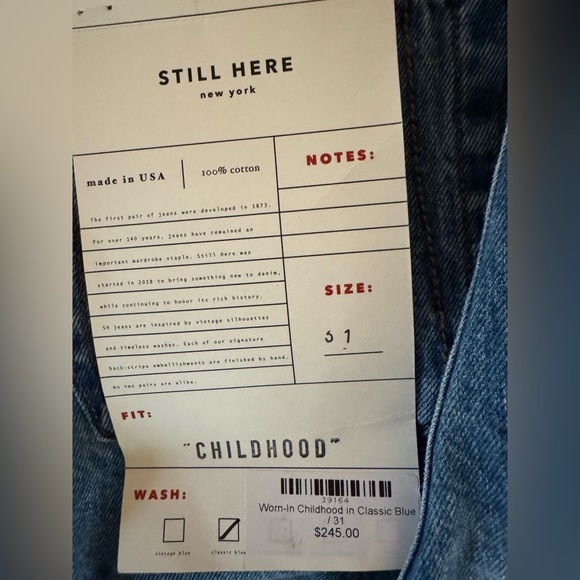 STILL HERE
new york
made in USA
100% cotton
The first pair of jeans were developed in 1873.
For over 140 years, jeans have remained an
important wardrobe staple. Still Here was
started in 2018 to bring something new to denim,
while continuing to honor its rich history.
SH jeans are inspired by vintage silhouettes
and timeless washes. Each of our signature
back-stripe embellishments are finished by hand.
No two pairs are alike.
NOTES:
SIZE:
31
FIT:
"CHILDHOOD"
WASH:
vintage blue
classic blue
39164
Worn-In Childhood in Classic Blue
/ 31
$245.00